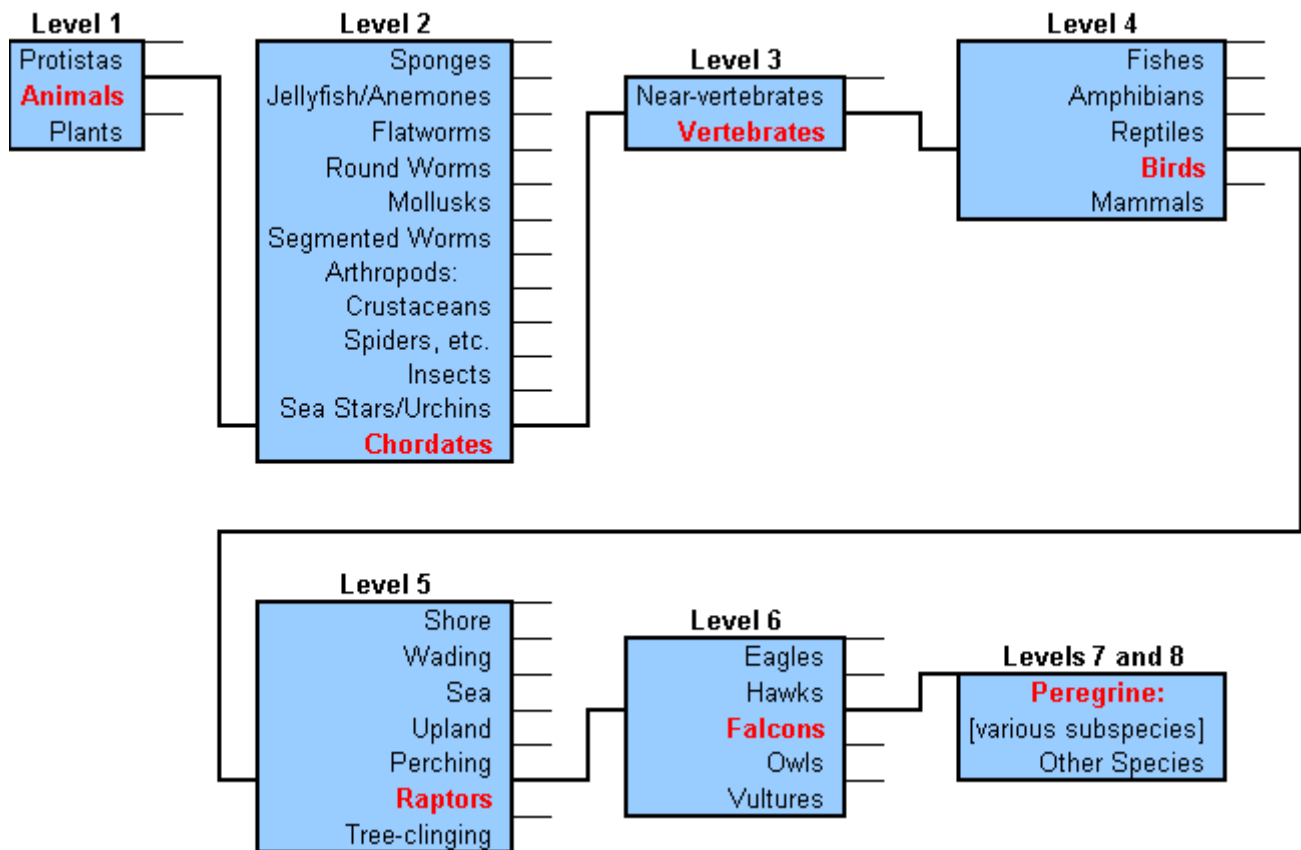 Level 1
Protistas
Animals
Plants
Level 2
Sponges
Jellyfish/Anemones
Flatworms
Round Worms
Mollusks
Segmented Worms
Arthropods:
Crustaceans
Spiders, etc.
Insects
Sea Stars/Urchins
Chordates
Level 3
Near-vertebrates
Vertebrates
Level 4
Fishes
Amphibians
Reptiles
Birds
Mammals
Level 5
Shore
Wading
Sea
Upland
Perching
Raptors
Tree-clinging
Level 6
Eagles
Hawks
Falcons
Owls
Vultures
Levels 7 and 8
Peregrine:
[various subspecies]
Other Species